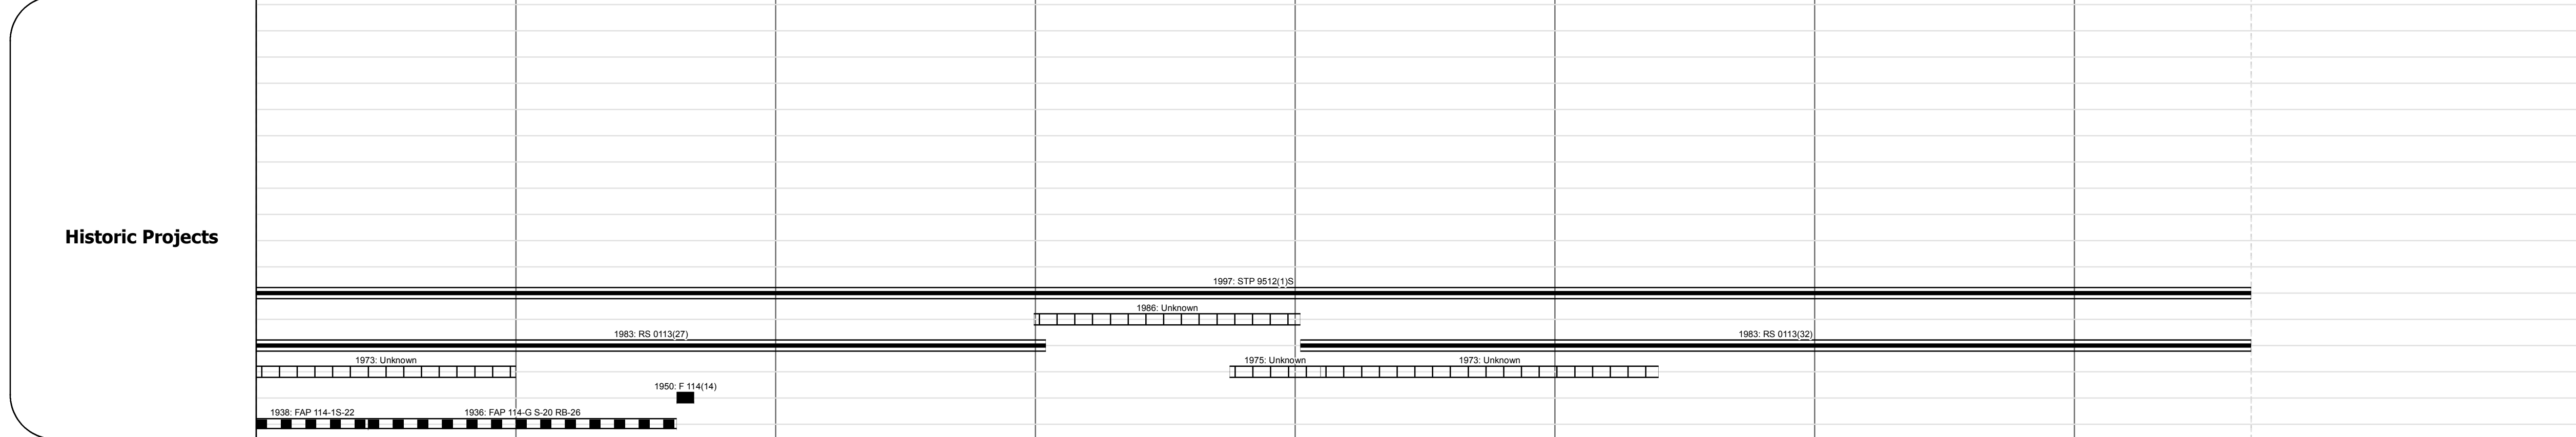 1997: STP 9512(1)S
1986: Unknown
Historic Projects
1983: RS 0113(27)
1983: RS 0113(32)
1973: Unknown
1975: Unknown
1973: Unknown
1950: F 114(14)
1938: FAP 114-1S-22
1936: FAP 114-G S-20 RB-26